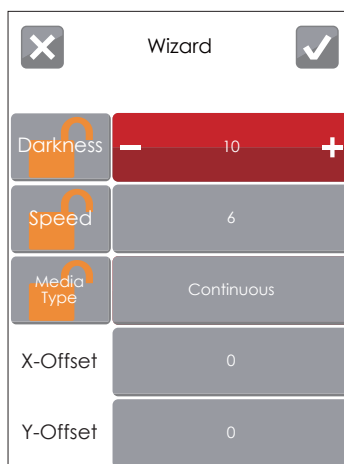 Wizard
Darkness
10
Speed
6
Media
Type
Continuous
X-Offset
0
Y-Offset
0